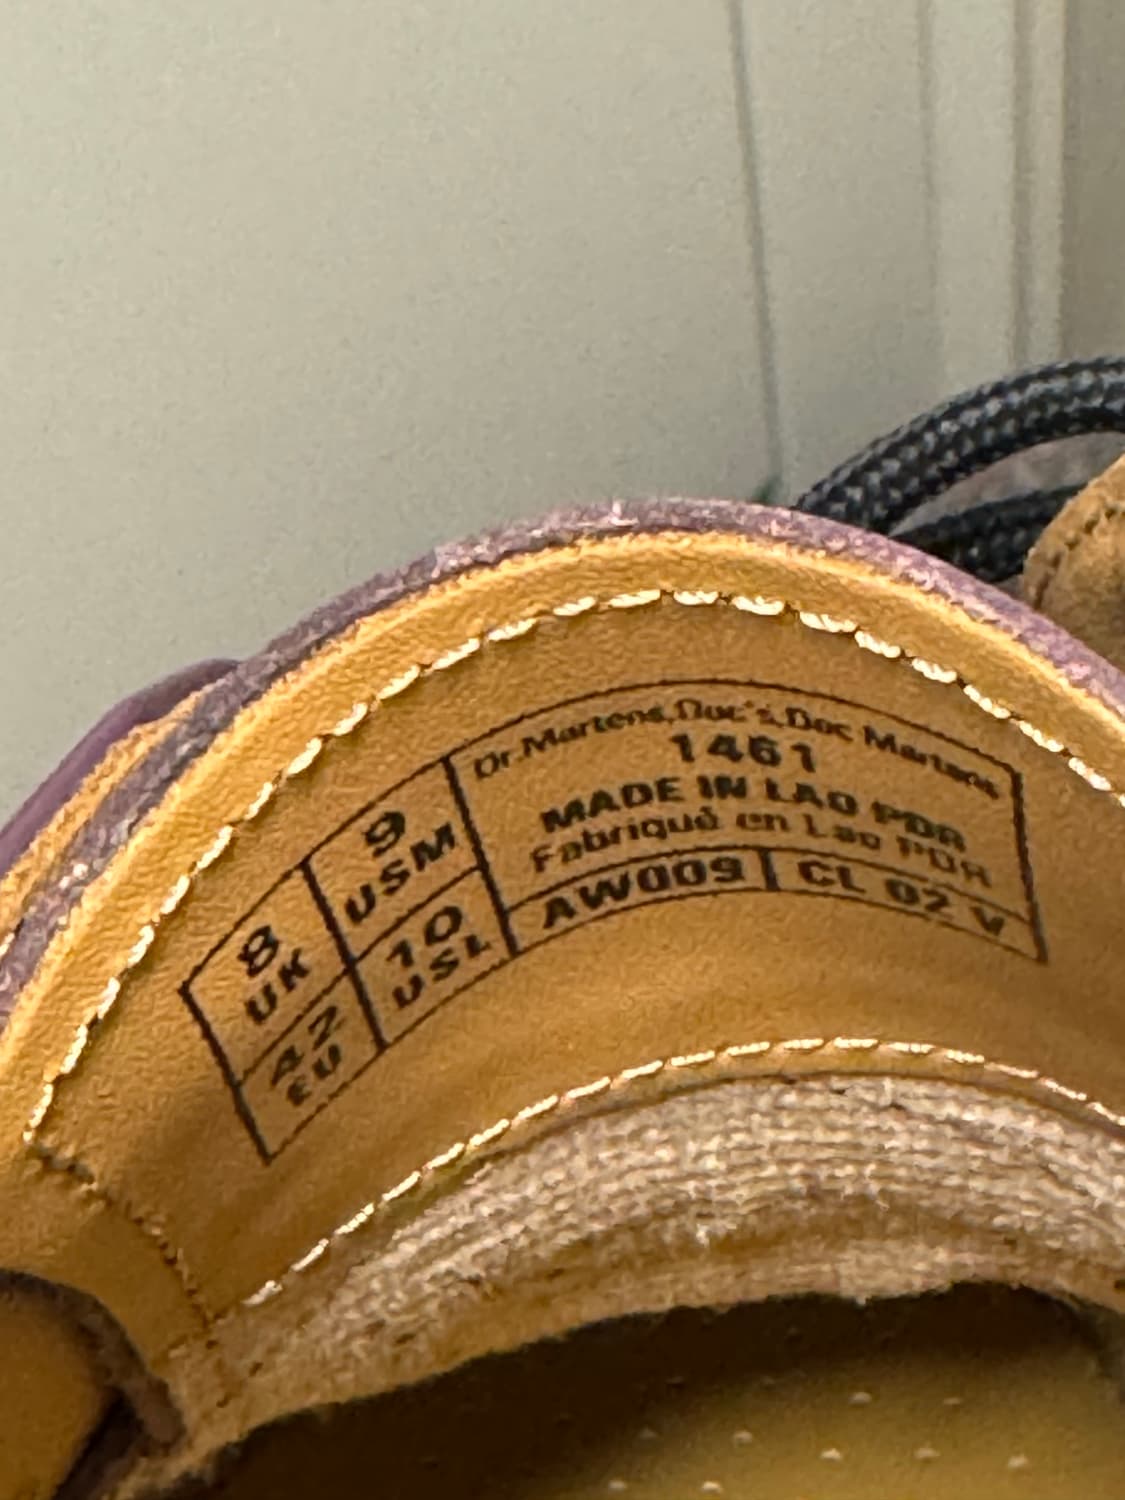 8
UK
9
USM
42
EU
10
USL
Dr.Martens,Doc's,Doc Martens
1461
MADE IN LAO PDR
Fabriqué en Lao PDR
AW009
CL 02 V